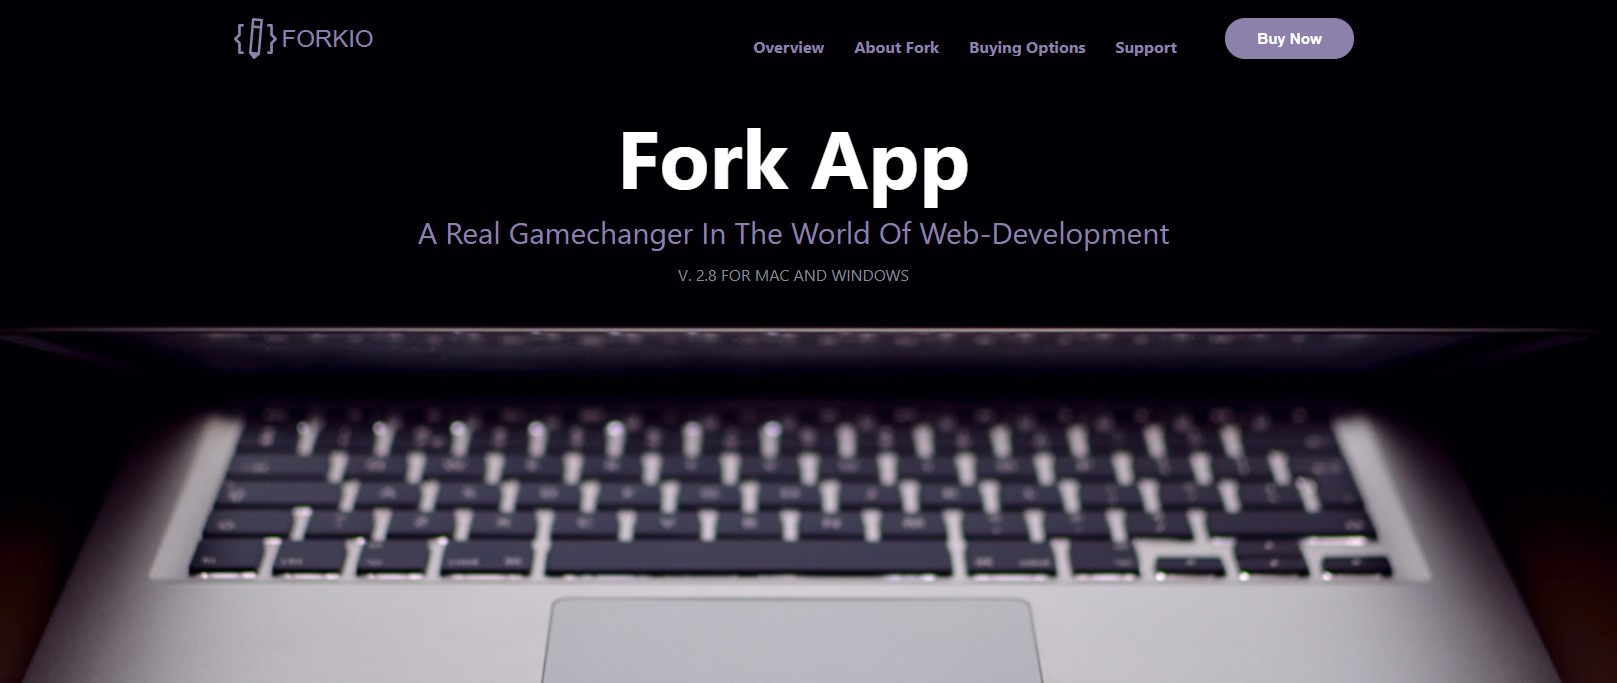 FORKIO
Overview About Fork Buying Options Support Buy Now
Fork App
A Real Gamechanger In The World Of Web-Development
V. 2.8 FOR MAC AND WINDOWS